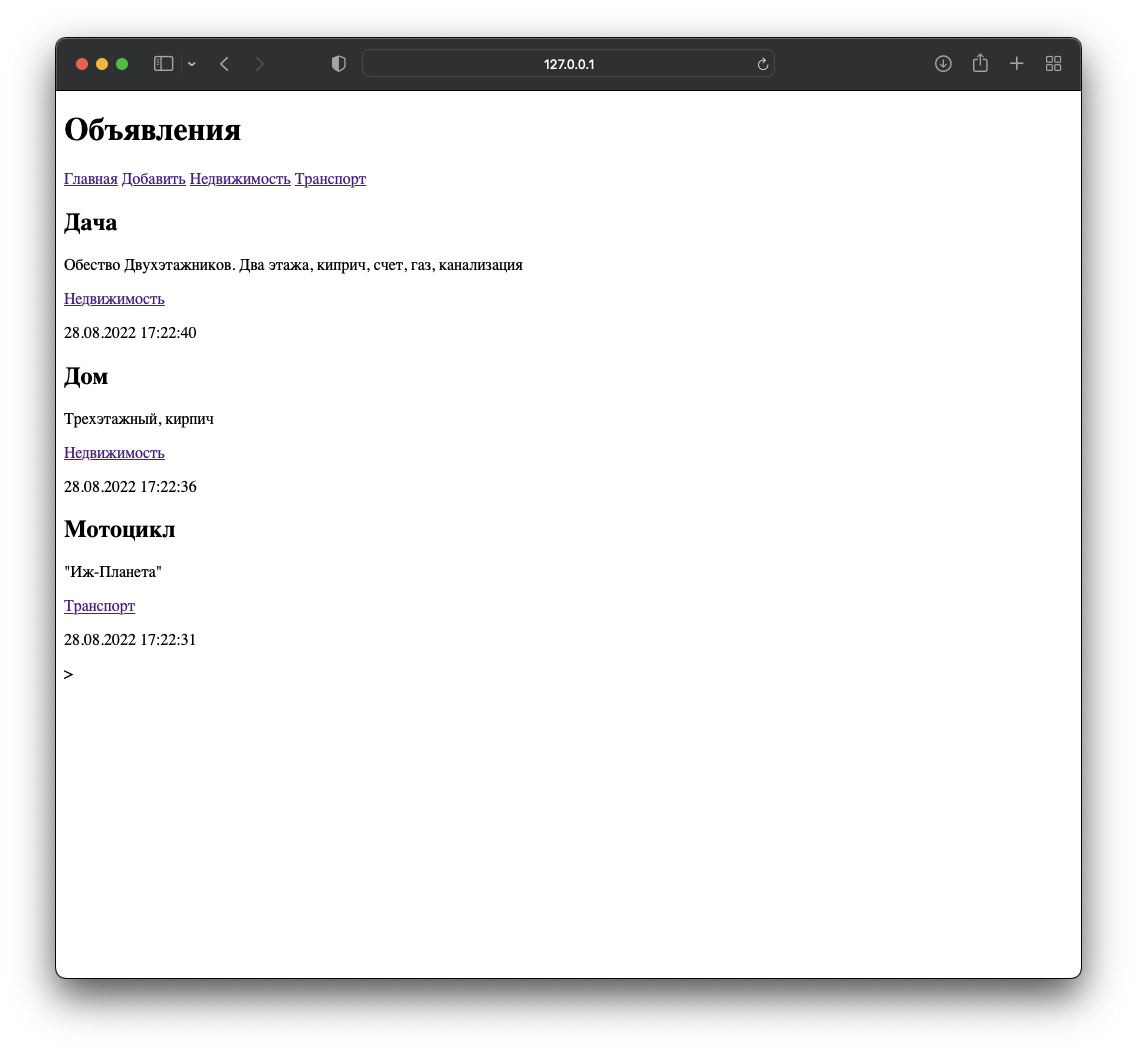 127.0.0.1
Объявления
Главная Добавить Недвижимость Транспорт
Дача
Обество Двухэтажников. Два этажа, киприч, счет, газ, канализация
Недвижимость
28.08.2022 17:22:40
Дом
Трехэтажный, кирпич
Недвижимость
28.08.2022 17:22:36
Мотоцикл
"Иж-Планета"
Транспорт
28.08.2022 17:22:31
>